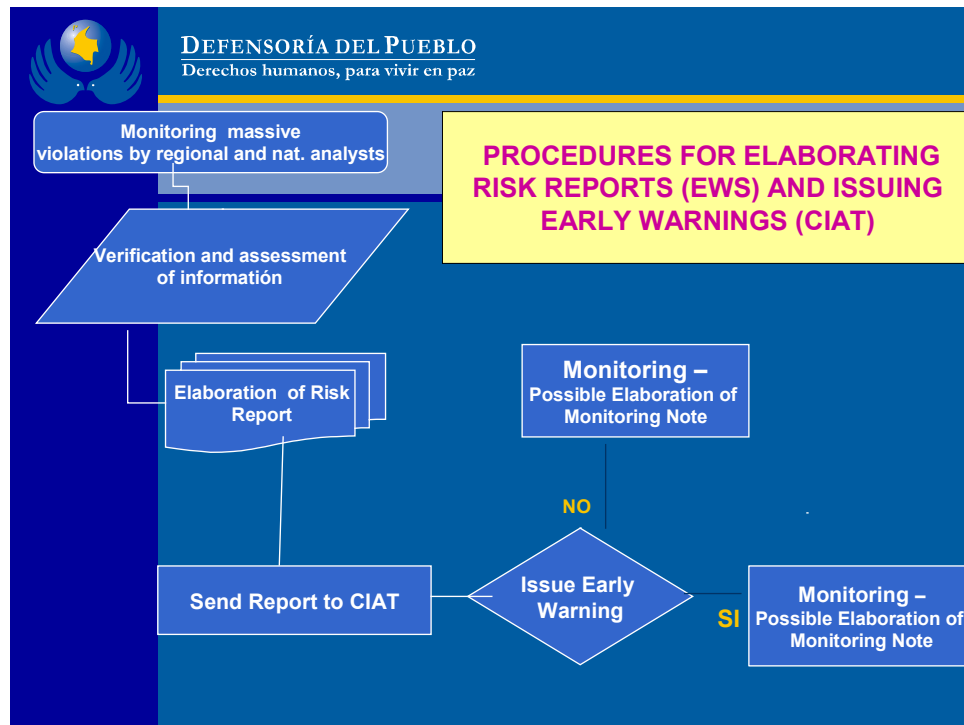 DEFENSORÍA DEL PUEBLO
Derechos humanos, para vivir en paz
Monitoring massive
violations by regional and nat. analysts
PROCEDURES FOR ELABORATING
RISK REPORTS (EWS) AND ISSUING
EARLY WARNINGS (CIAT)
Verification and assessment
of informatión
Elaboration of Risk
Report
Monitoring –
Possible Elaboration of
Monitoring Note
NO
.
Send Report to CIAT
Issue Early
Warning
SI
Monitoring –
Possible Elaboration of
Monitoring Note